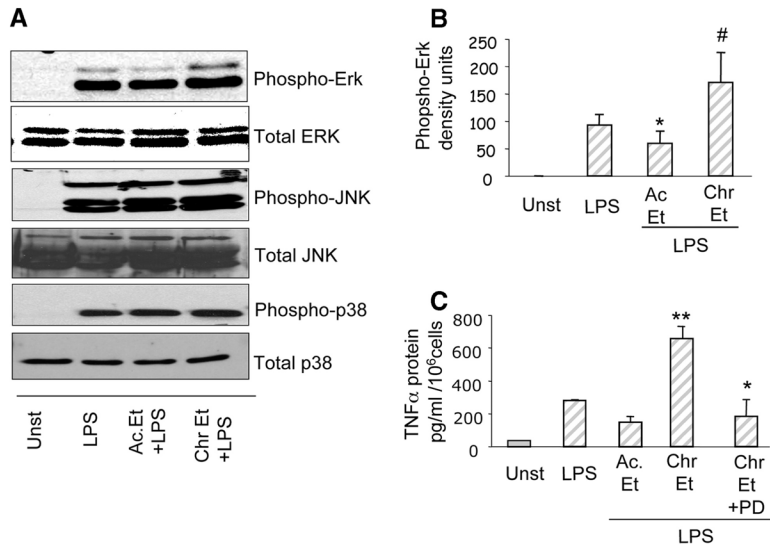 A
Phospho-Erk
Total ERK
Phospho-JNK
Total JNK
Phospho-p38
Total p38
Unst
LPS
Ac.Et
+LPS
Chr Et
+LPS
B
Phopsho-Erk
density units
250
200
150
100
50
0
*
#
Unst
LPS
Ac
Et
Chr
Et
LPS
C
TNFα protein
pg/ml /10⁶cells
800
600
400
200
0
**
*
Unst
LPS
Ac.
Et
Chr
Et
Chr
Et
+PD
LPS